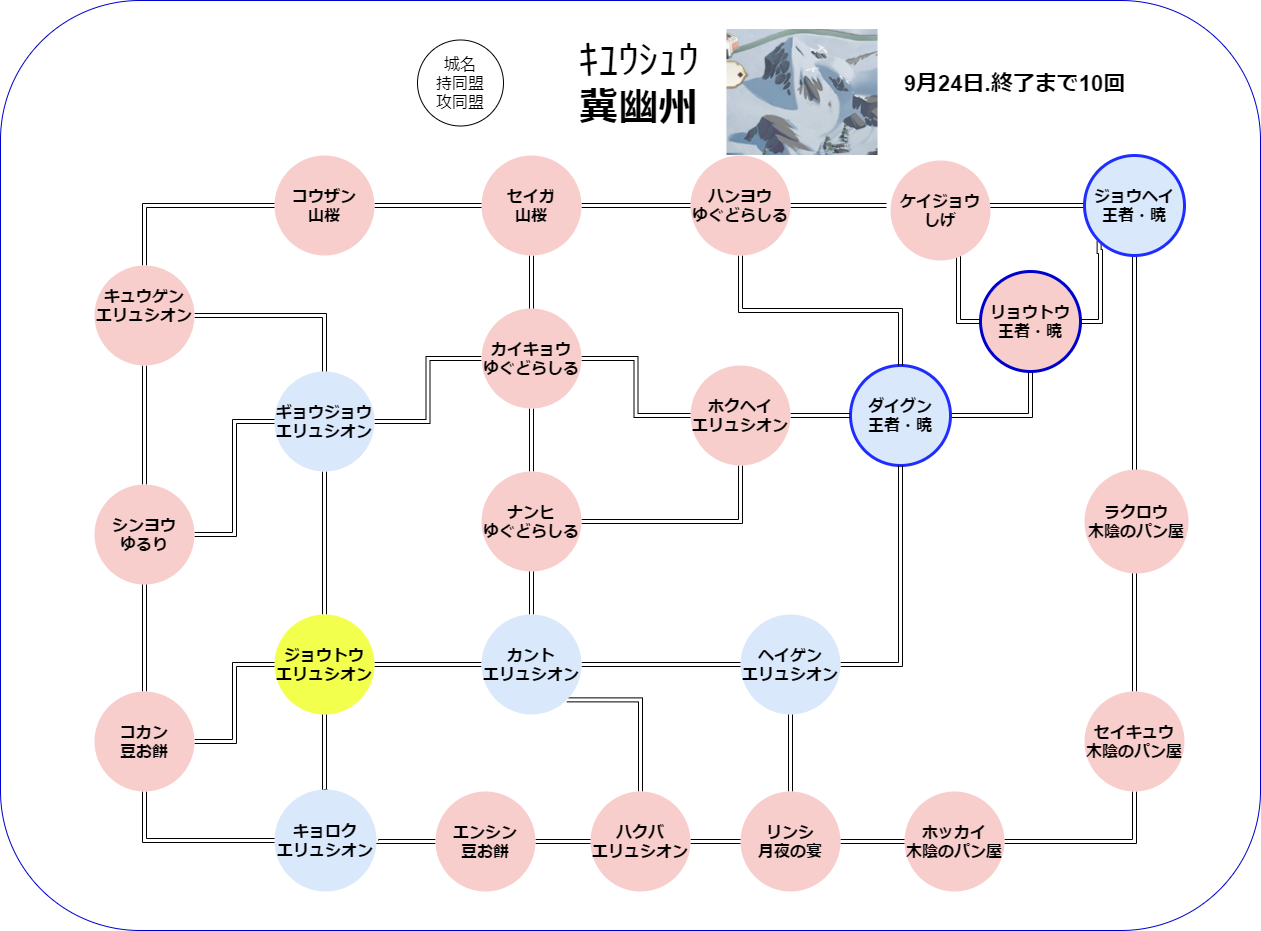 城名
持同盟
攻同盟
ｷﾕｳｼｭｳ
冀幽州
9月24日.終了まで10回
コウザン
山桜
セイガ
山桜
ハンヨウ
ゆぐどらしる
ケイジョウ
しげ
ジョウヘイ
王者・暁
キュウゲン
エリュシオン
リョウトウ
王者・暁
カイキョウ
ゆぐどらしる
ギョウジョウ
エリュシオン
ホクヘイ
エリュシオン
ダイグン
王者・暁
シンヨウ
ゆるり
ナンヒ
ゆぐどらしる
ラクロウ
木陰のパン屋
ジョウトウ
エリュシオン
カント
エリュシオン
ヘイゲン
エリュシオン
コカン
豆お餅
セイキュウ
木陰のパン屋
キョロク
エリュシオン
エンシン
豆お餅
ハクバ
エリュシオン
リンシ
月夜の宴
ホッカイ
木陰のパン屋